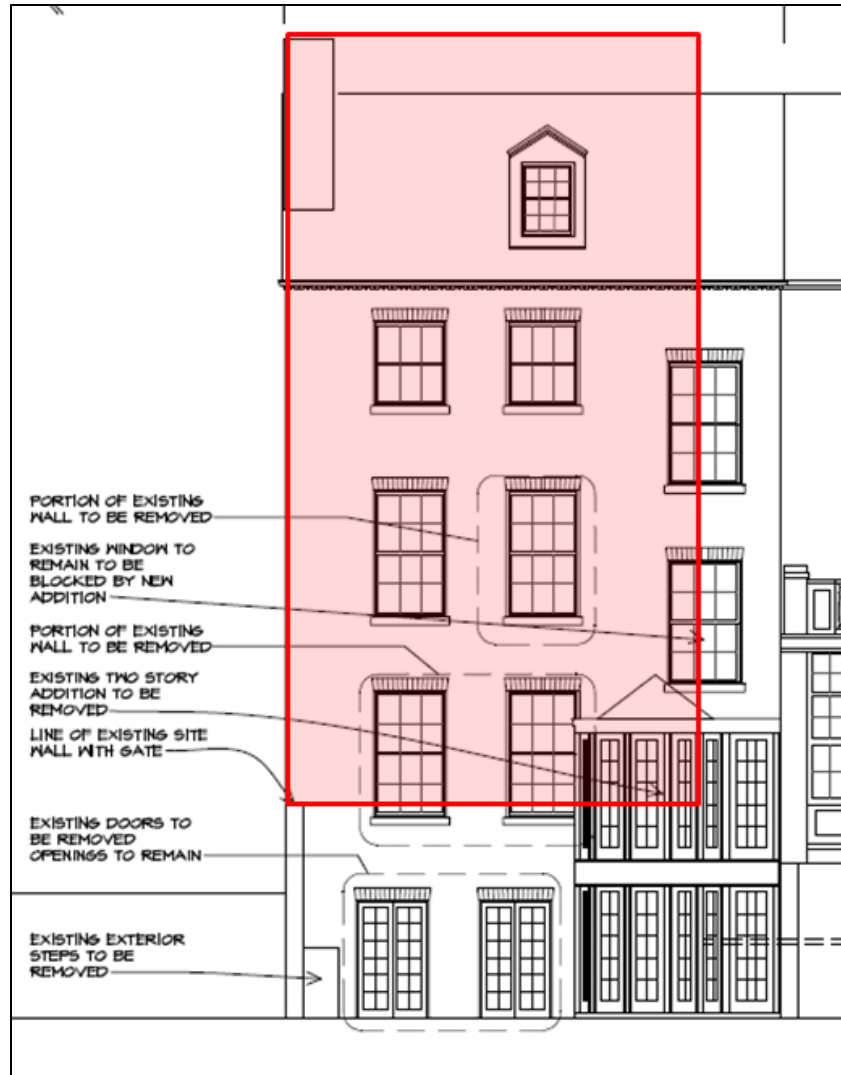 PORTION OF EXISTING
WALL TO BE REMOVED
EXISTING WINDOW TO
REMAIN TO BE
BLOCKED BY NEW
ADDITION
PORTION OF EXISTING
WALL TO BE REMOVED
EXISTING TWO STORY
ADDITION TO BE
REMOVED
LINE OF EXISTING SITE
WALL WITH GATE
EXISTING DOORS TO
BE REMOVED
OPENINGS TO REMAIN
EXISTING EXTERIOR
STEPS TO BE
REMOVED